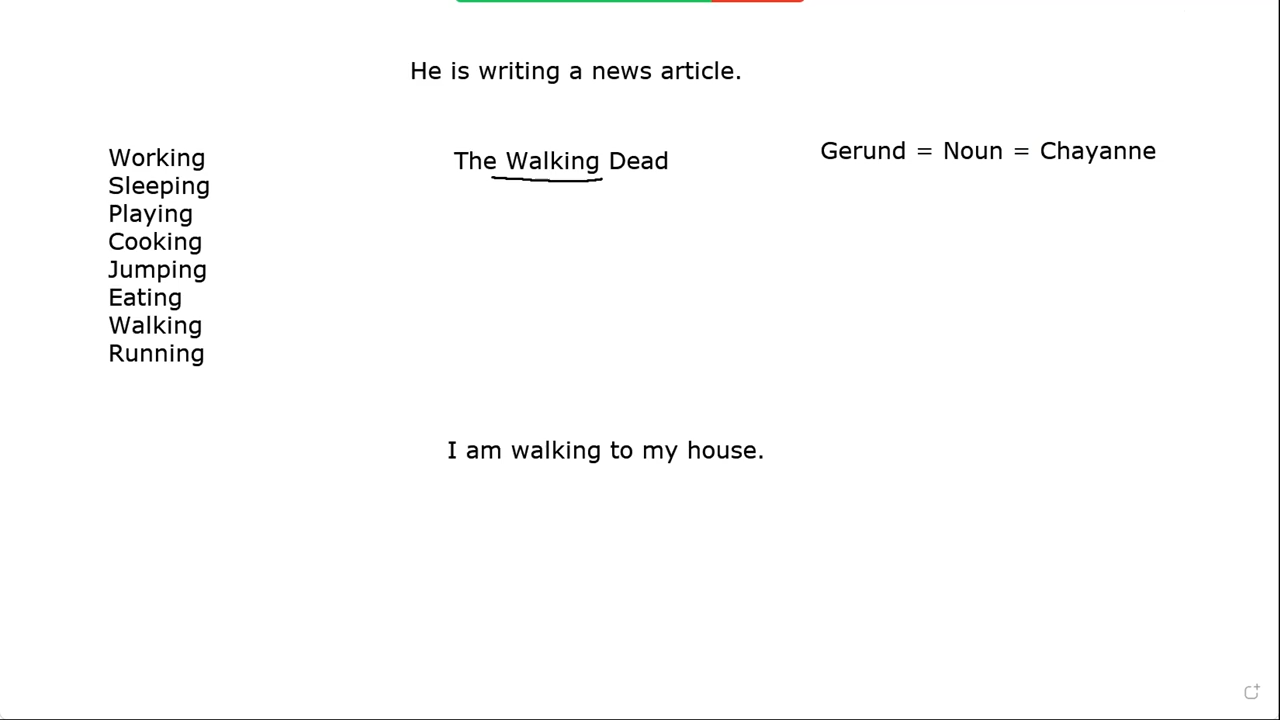 He is writing a news article.
Gerund = Noun = Chayanne
The Walking Dead
Working
Sleeping
Playing
Cooking
Jumping
Eating
Walking
Running
I am walking to my house.